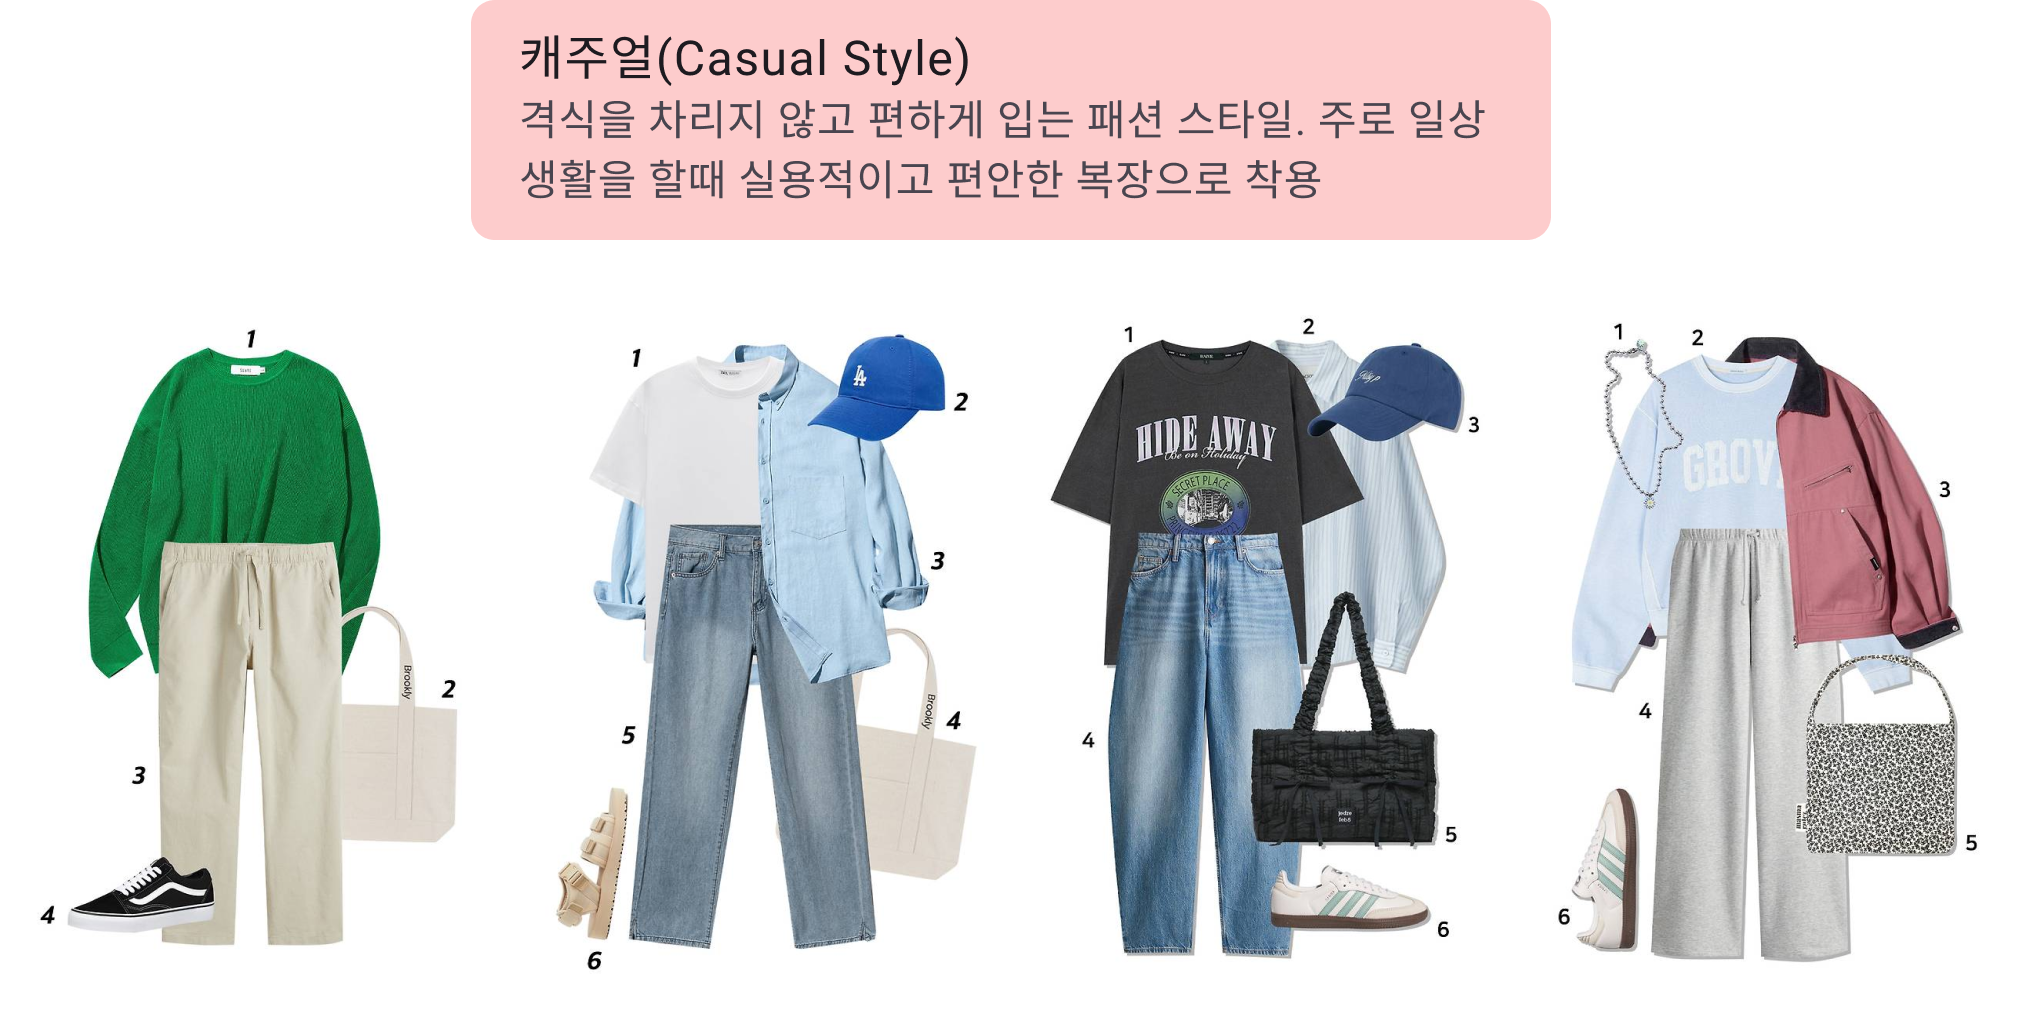 캐주얼(Casual Style)
격식을 차리지 않고 편하게 입는 패션 스타일. 주로 일상
생활을 할때 실용적이고 편안한 복장으로 착용
1
2
3
4
Brookly
1
2
3
4
5
6
LA
Brookly
1
2
3
4
5
6
HIDE AWAY
Be on Holiday
SECRET PLACE
jedre
1
2
3
4
5
6
GROV